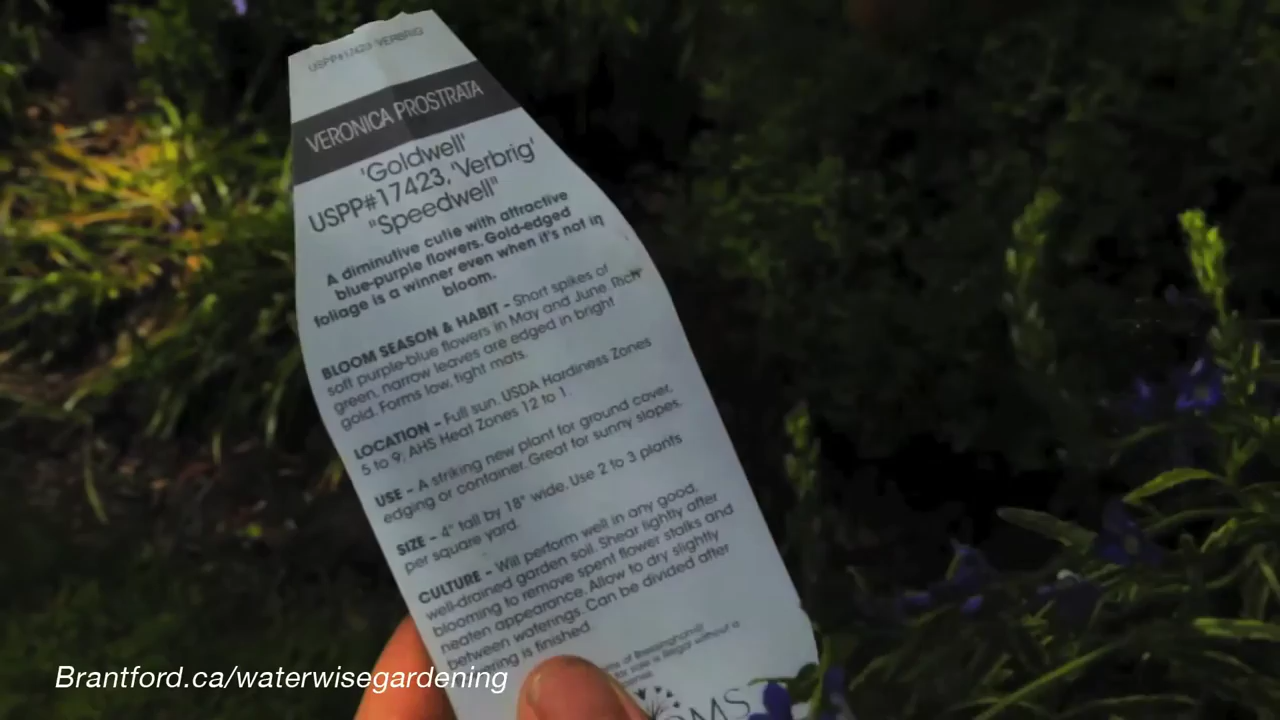 USPP#17423 'VERBRIG'
VERONICA PROSTRATA
'Goldwell'
USPP#17423, 'Verbrig'
"Speedwell"
A diminutive cutie with attractive
blue-purple flowers. Gold-edged
foliage is a winner even when it's not in
bloom.
BLOOM SEASON & HABIT – Short spikes of
soft purple-blue flowers in May and June. Rich
green, narrow leaves are edged in bright
gold. Forms low, tight mats.
LOCATION – Full sun. USDA Hardiness Zones
5 to 9, AHS Heat Zones 12 to 1.
USE – A striking new plant for ground cover,
edging or container. Great for sunny slopes.
SIZE – 4" tall by 18" wide. Use 2 to 3 plants
per square yard.
CULTURE – Will perform well in any good,
well-drained garden soil. Shear lightly after
blooming to remove spent flower stalks and
neaten appearance. Allow to dry slightly
between waterings. Can be divided after
is finished.
for sale is illegal without a
Brantford.ca/waterwisegardening